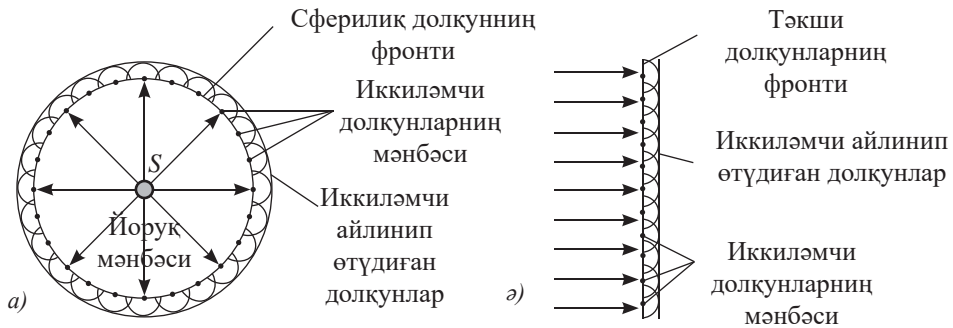 Сферилиқ долқунниң
фронти
Иккиләмчи
долқунларниң
мәнбәси
S
Йоруқ
мәнбәси
Иккиләмчи
айлинип
өтүдиған
долқунлар
а)
Тәкши
долқунларниң
фронти
Иккиләмчи айлинип
өтүдиған долқунлар
Иккиләмчи
долқунларниң
мәнбәси
ә)